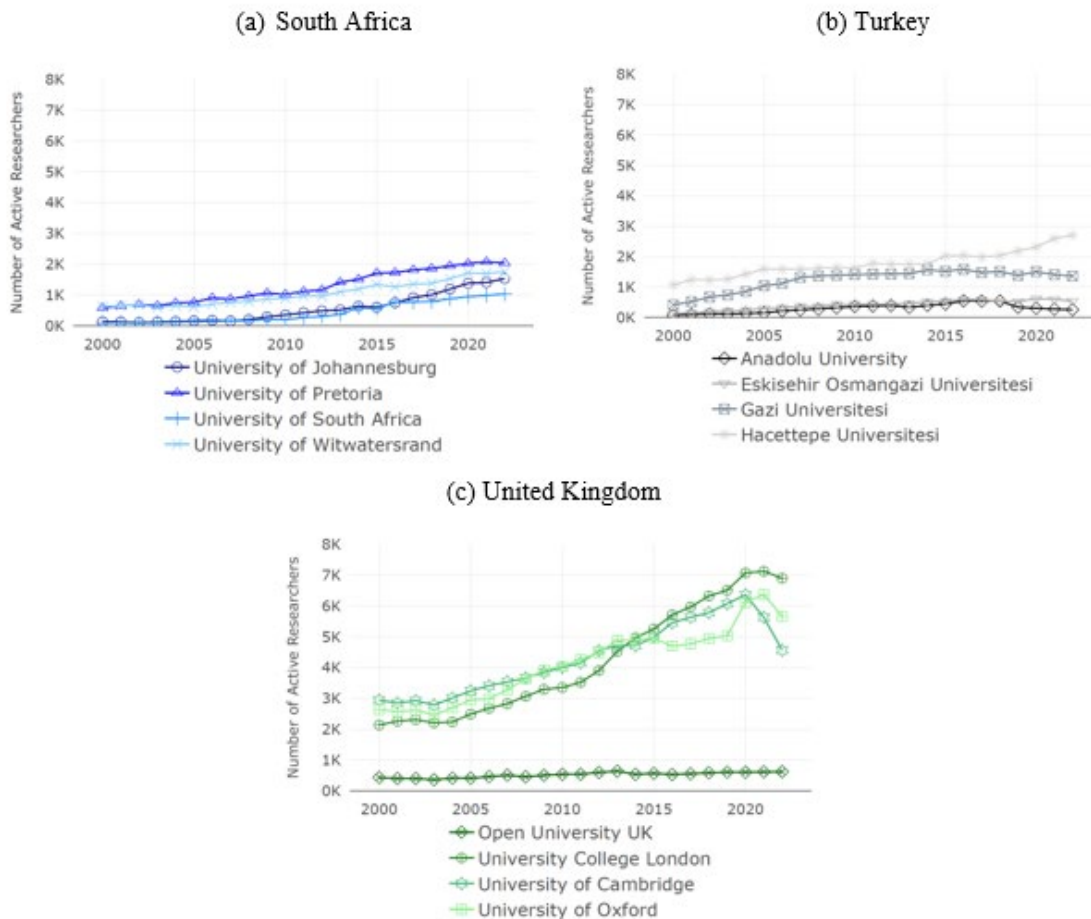 (a) South Africa
Number of Active Researchers
8K
7K
6K
5K
4K
3K
2K
1K
0K
2000 2005 2010 2015 2020
University of Johannesburg
University of Pretoria
University of South Africa
University of Witwatersrand
(b) Turkey
Number of Active Researchers
8K
7K
6K
5K
4K
3K
2K
1K
0K
2000 2005 2010 2015 2020
Anadolu University
Eskisehir Osmangazi Universitesi
Gazi Universitesi
Hacettepe Universitesi
(c) United Kingdom
Number of Active Researchers
8K
7K
6K
5K
4K
3K
2K
1K
0K
2000 2005 2010 2015 2020
Open University UK
University College London
University of Cambridge
University of Oxford